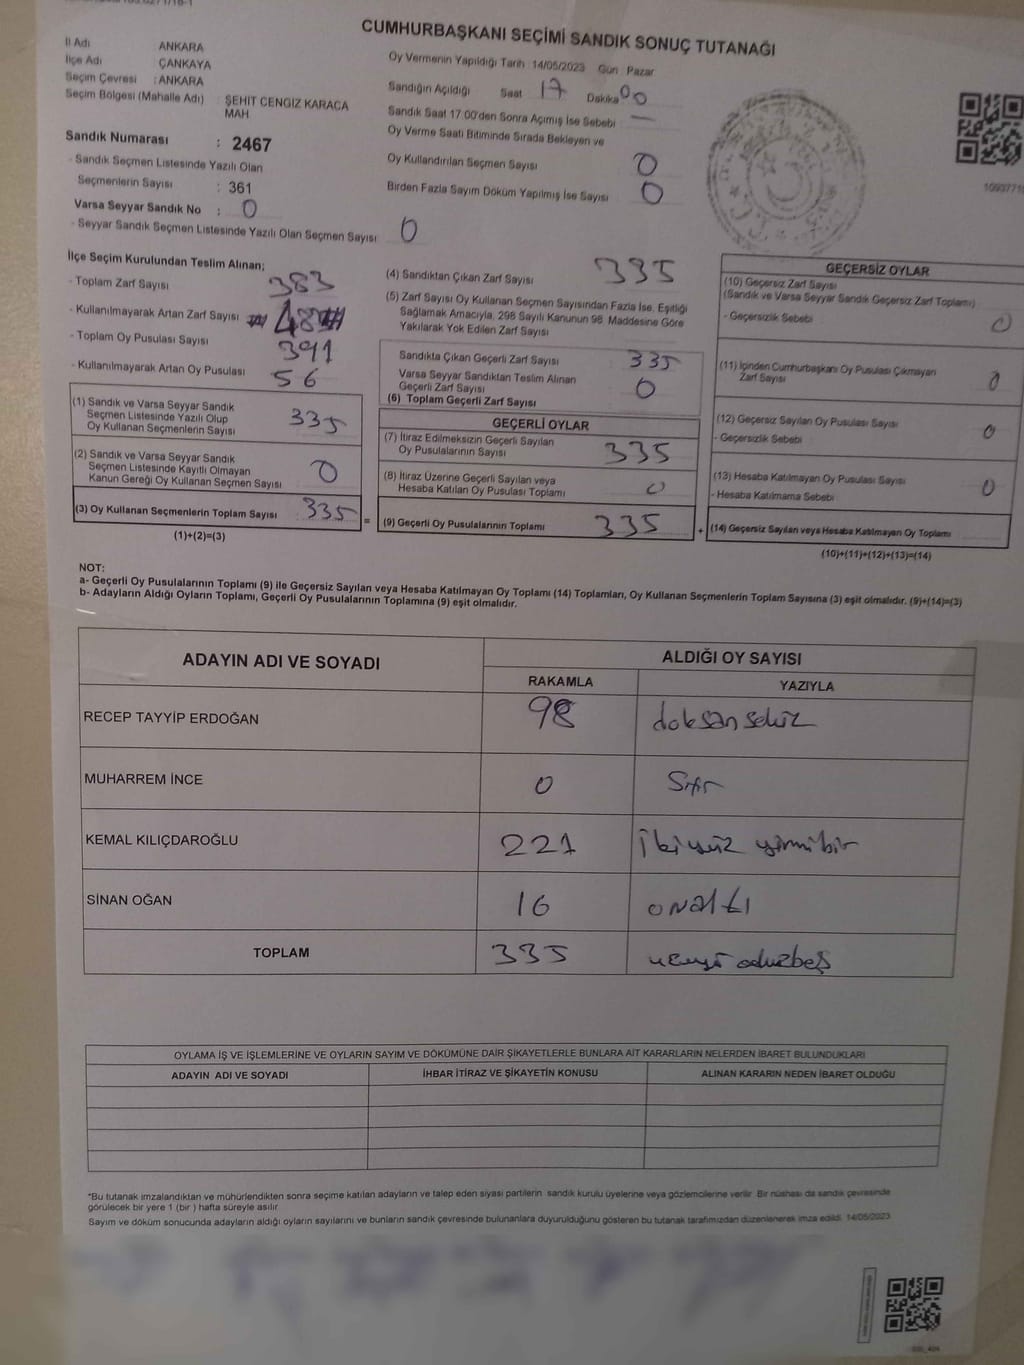 CUMHURBAŞKANI SEÇİMİ SANDIK SONUÇ TUTANAĞI
İl Adı ANKARA
İlçe Adı ÇANKAYA
Seçim Çevresi : ANKARA
Seçim Bölgesi (Mahalle Adı) : ŞEHİT CENGİZ KARACA
MAH
Sandık Numarası : 2467
- Sandık Seçmen Listesinde Yazılı Olan
Seçmenlerin Sayısı : 361
Varsa Seyyar Sandık No : 0
- Seyyar Sandık Seçmen Listesinde Yazılı Olan Seçmen Sayısı 0
Oy Vermenin Yapıldığı Tarih : 14/05/2023 Gün : Pazar
Sandığın Açıldığı Saat 17 Dakika 00
Sandık Saat 17:00'den Sonra Açılmış İse Sebebi : —
Oy Verme Saati Bitiminde Sırada Bekleyen ve
Oy Kullandırılan Seçmen Sayısı 0
Birden Fazla Sayım Döküm Yapılmış İse Sayısı 0
İlçe Seçim Kurulundan Teslim Alınan;
- Toplam Zarf Sayısı 383
- Kullanılmayarak Artan Zarf Sayısı 48
- Toplam Oy Pusulası Sayısı 391
- Kullanılmayarak Artan Oy Pusulası 56
(1) Sandık ve Varsa Seyyar Sandık
Seçmen Listesinde Yazılı Olup
Oy Kullanan Seçmenlerin Sayısı 335
(2) Sandık ve Varsa Seyyar Sandık
Seçmen Listesinde Kayıtlı Olmayan
Kanun Gereği Oy Kullanan Seçmen Sayısı 0
(3) Oy Kullanan Seçmenlerin Toplam Sayısı 335 =
(1)+(2)=(3)
(4) Sandıktan Çıkan Zarf Sayısı 335
(5) Zarf Sayısı Oy Kullanan Seçmen Sayısından Fazla İse, Eşitliği
Sağlamak Amacıyla, 298 Sayılı Kanunun 98. Maddesine Göre
Yakılarak Yok Edilen Zarf Sayısı
Sandıkta Çıkan Geçerli Zarf Sayısı 335
Varsa Seyyar Sandıktan Teslim Alınan
Geçerli Zarf Sayısı 0
(6) Toplam Geçerli Zarf Sayısı
GEÇERLİ OYLAR
(7) İtiraz Edilmeksizin Geçerli Sayılan
Oy Pusulalarının Sayısı 335
(8) İtiraz Üzerine Geçerli Sayılan veya
Hesaba Katılan Oy Pusulası Toplamı 0
(9) Geçerli Oy Pusulalarının Toplamı 335 +
1093771
GEÇERSİZ OYLAR
(10) Geçersiz Zarf Sayısı
(Sandık ve Varsa Seyyar Sandık Geçersiz Zarf Toplamı)
- Geçersizlik Sebebi 0
(11) İçinden Cumhurbaşkanı Oy Pusulası Çıkmayan
Zarf Sayısı 0
(12) Geçersiz Sayılan Oy Pusulası Sayısı 0
- Geçersizlik Sebebi
(13) Hesaba Katılmayan Oy Pusulası Sayısı 0
- Hesaba Katılmama Sebebi
(14) Geçersiz Sayılan veya Hesaba Katılmayan Oy Toplamı
(10)+(11)+(12)+(13)=(14)
NOT:
a- Geçerli Oy Pusulalarının Toplamı (9) ile Geçersiz Sayılan veya Hesaba Katılmayan Oy Toplamı (14) Toplamları, Oy Kullanan Seçmenlerin Toplam Sayısına (3) eşit olmalıdır. (9)+(14)=(3)
b- Adayların Aldığı Oyların Toplamı, Geçerli Oy Pusulalarının Toplamına (9) eşit olmalıdır.
ADAYIN ADI VE SOYADI ALDIĞI OY SAYISI
RAKAMLA YAZIYLA
RECEP TAYYİP ERDOĞAN 98 doksan sekiz
MUHARREM İNCE 0 Sıfır
KEMAL KILIÇDAROĞLU 221 ikiyüz yirmibir
SİNAN OĞAN 16 onaltı
TOPLAM 335 üçyüz otuzbeş
OYLAMA İŞ VE İŞLEMLERİNE VE OYLARIN SAYIM VE DÖKÜMÜNE DAİR ŞİKAYETLERLE BUNLARA AİT KARARLARIN NELERDEN İBARET BULUNDUKLARI
ADAYIN ADI VE SOYADI İHBAR İTİRAZ VE ŞİKAYETİN KONUSU ALINAN KARARIN NEDEN İBARET OLDUĞU
*Bu tutanak imzalandıktan ve mühürlendikten sonra seçime katılan adayların ve talep eden siyasi partilerin sandık kurulu üyelerine veya gözlemcilerine verilir. Bir nüshası da sandık çevresinde
görülecek bir yere 1 (bir) hafta süreyle asılır.
Sayım ve döküm sonucunda adayların aldığı oyların sayılarını ve bunların sandık çevresinde bulunanlara duyurulduğunu gösteren bu tutanak tarafımızdan düzenlenerek imza edildi. 14/05/2023